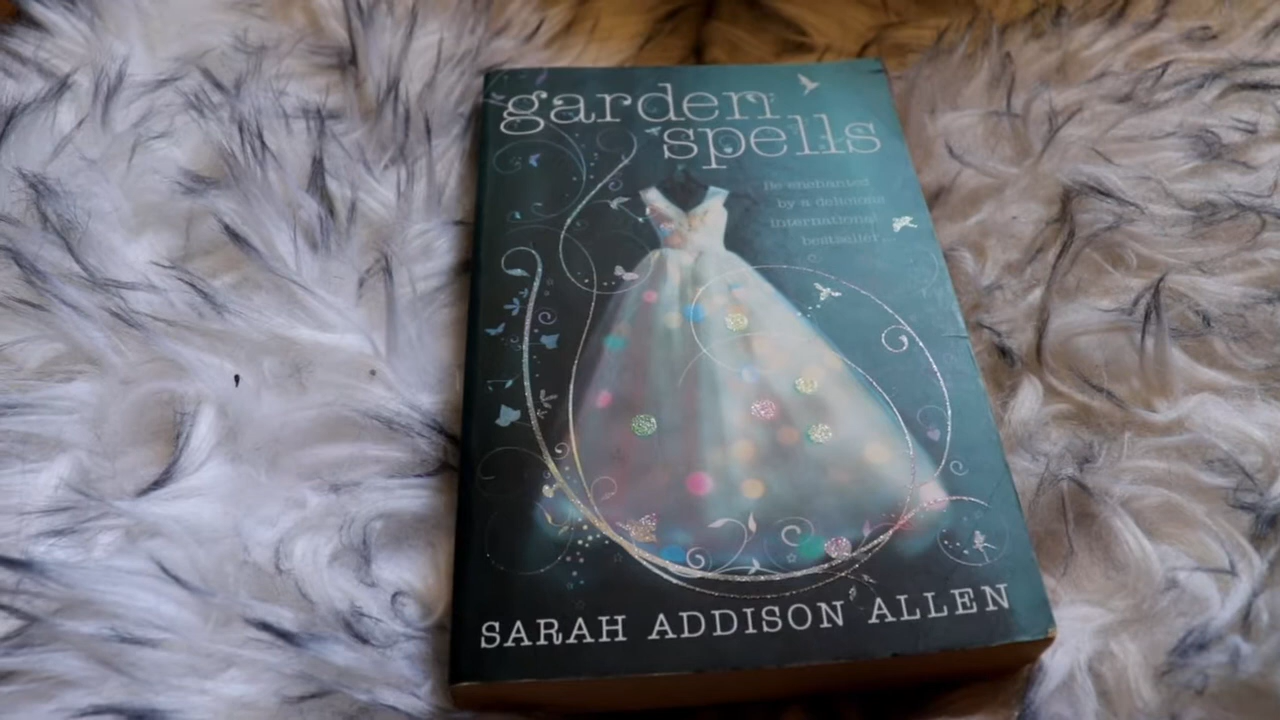 garden
spells
Be enchanted
by a delicious
international
bestseller...
SARAH ADDISON ALLEN